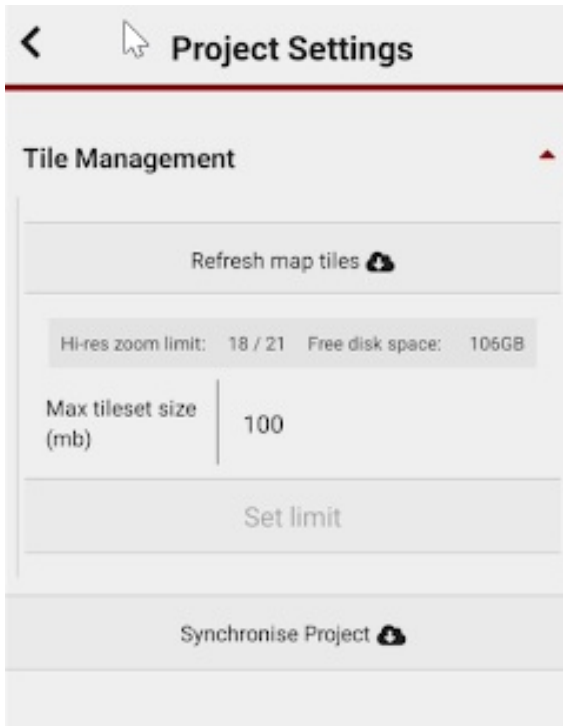 Project Settings
Tile Management
Refresh map tiles
Hi-res zoom limit: 18 / 21 Free disk space: 106GB
Max tileset size
(mb)
100
Set limit
Synchronise Project